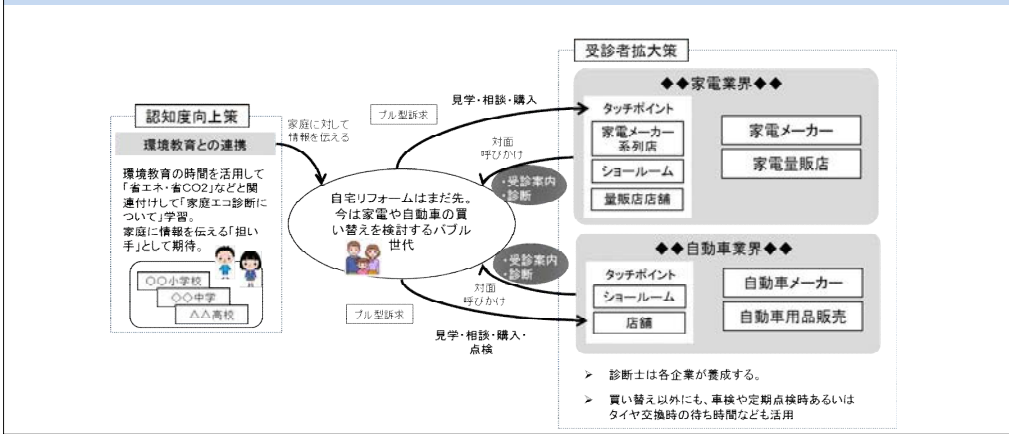 受診者拡大策
◆◆家電業界◆◆
タッチポイント
家電メーカー
系列店
ショールーム
量販店店舗
家電メーカー
家電量販店
認知度向上策
環境教育との連携
環境教育の時間を活用して
「省エネ・省CO2」などと関
連付けして「家庭エコ診断に
ついて」学習。
家庭に情報を伝える「担い
手」として期待。
〇〇小学校
◇◇中学
△△高校
家庭に対して
情報を伝える
プル型訴求
見学・相談・購入
対面
呼びかけ
・受診案内
・診断
自宅リフォームはまだ先。
今は家電や自動車の買
い替えを検討するバブル
世代
・受診案内
・診断
対面
呼びかけ
プル型訴求
見学・相談・購入・
点検
◆◆自動車業界◆◆
タッチポイント
ショールーム
店舗
自動車メーカー
自動車用品販売
➢ 診断士は各企業が養成する。
➢ 買い替え以外にも、車検や定期点検時あるいは
タイヤ交換時の待ち時間なども活用